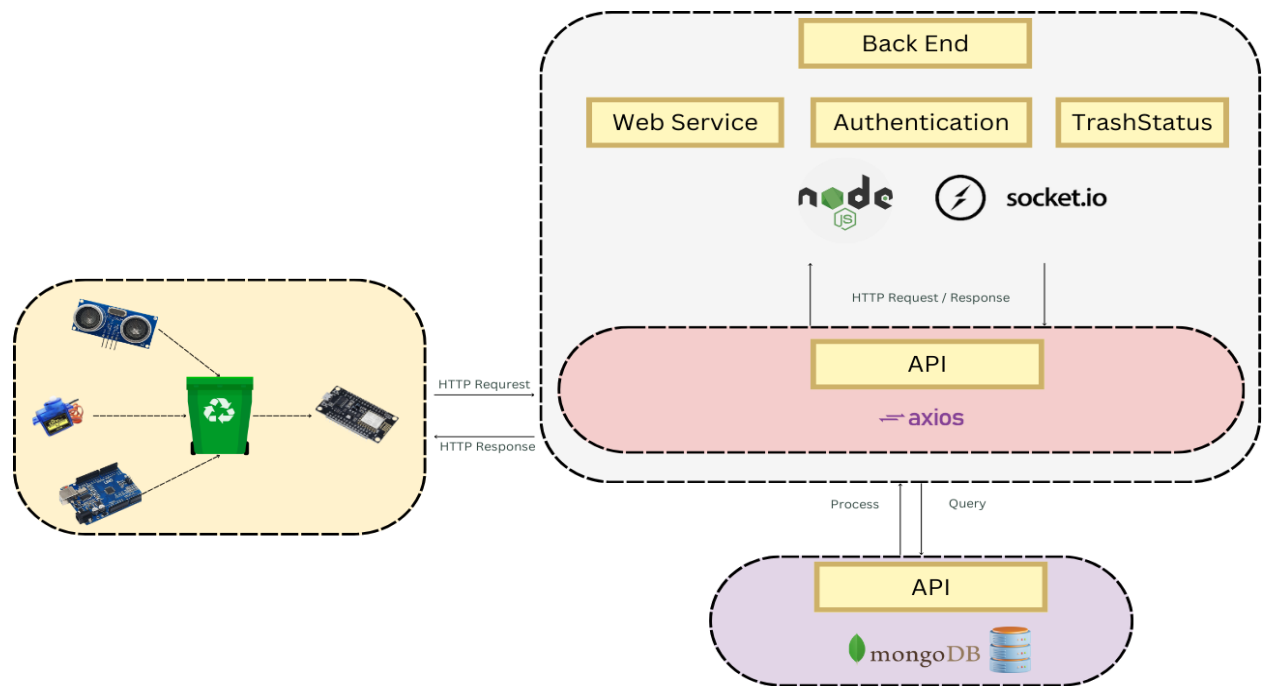 Back End
Web Service
Authentication
TrashStatus
node
JS
socket.io
HTTP Request / Response
API
axios
HTTP Requrest
HTTP Response
Process
Query
API
mongoDB